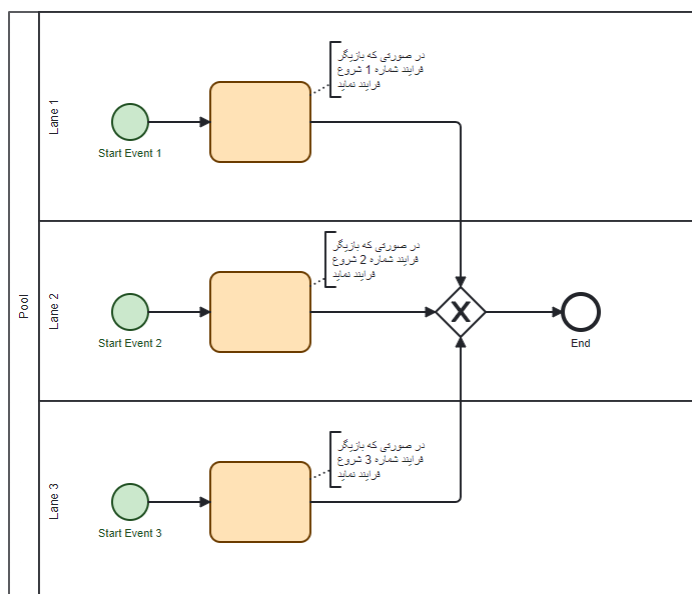 Pool
Lane 1
Start Event 1
در صورتی که بازیگر
فرایند شماره 1 شروع
فرایند نماید
Lane 2
Start Event 2
در صورتی که بازیگر
فرایند شماره 2 شروع
فرایند نماید
End
Lane 3
Start Event 3
در صورتی که بازیگر
فرایند شماره 3 شروع
فرایند نماید